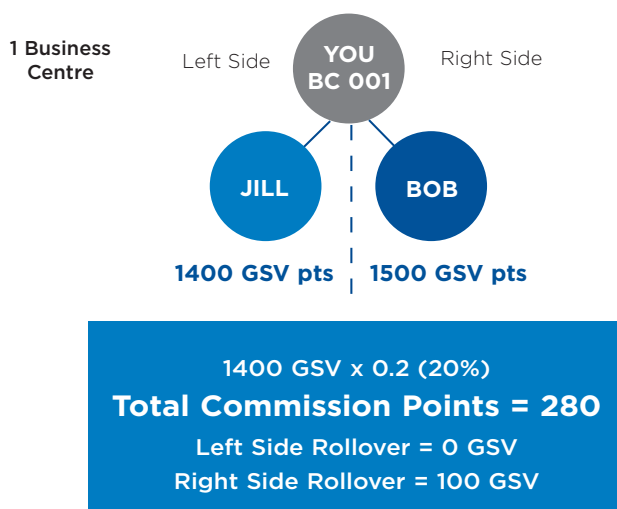 1 Business
Centre
Left Side
YOU
BC 001
Right Side
JILL
BOB
1400 GSV pts
1500 GSV pts
1400 GSV x 0.2 (20%)
Total Commission Points = 280
Left Side Rollover = 0 GSV
Right Side Rollover = 100 GSV